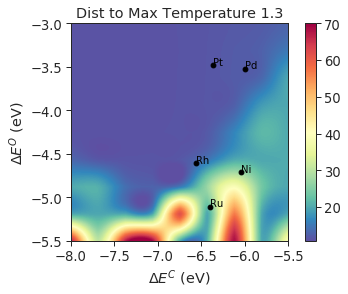 Dist to Max Temperature 1.3
−3.0
−3.5
−4.0
−4.5
−5.0
−5.5
ΔE^O (eV)
Pt
Pd
Rh
Ni
Ru
−8.0 −7.5 −7.0 −6.5 −6.0 −5.5
ΔE^C (eV)
70
60
50
40
30
20